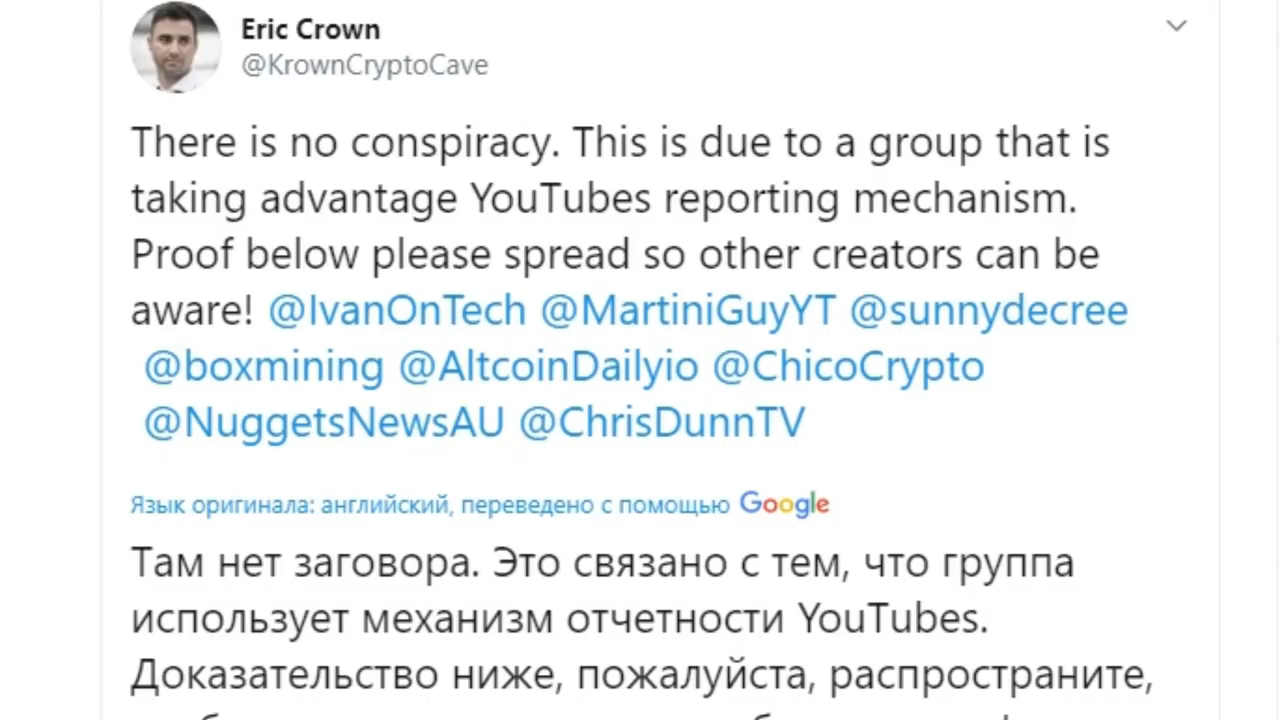 Eric Crown
@KrownCryptoCave
There is no conspiracy. This is due to a group that is
taking advantage YouTubes reporting mechanism.
Proof below please spread so other creators can be
aware! @IvanOnTech @MartiniGuyYT @sunnydecree
@boxmining @AltcoinDailyio @ChicoCrypto
@NuggetsNewsAU @ChrisDunnTV
Язык оригинала: английский, переведено с помощью Google
Там нет заговора. Это связано с тем, что группа
использует механизм отчетности YouTubes.
Доказательство ниже, пожалуйста, распространите,